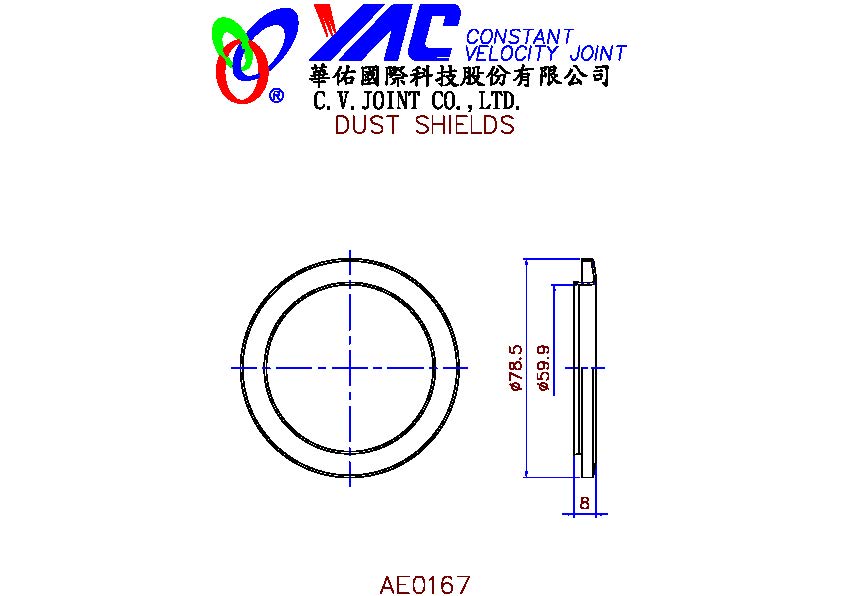 YAC CONSTANT
VELOCITY JOINT
®
華佑國際科技股份有限公司
C.V.JOINT CO.,LTD.
DUST SHIELDS
ø78.5
ø59.9
8
AE0167